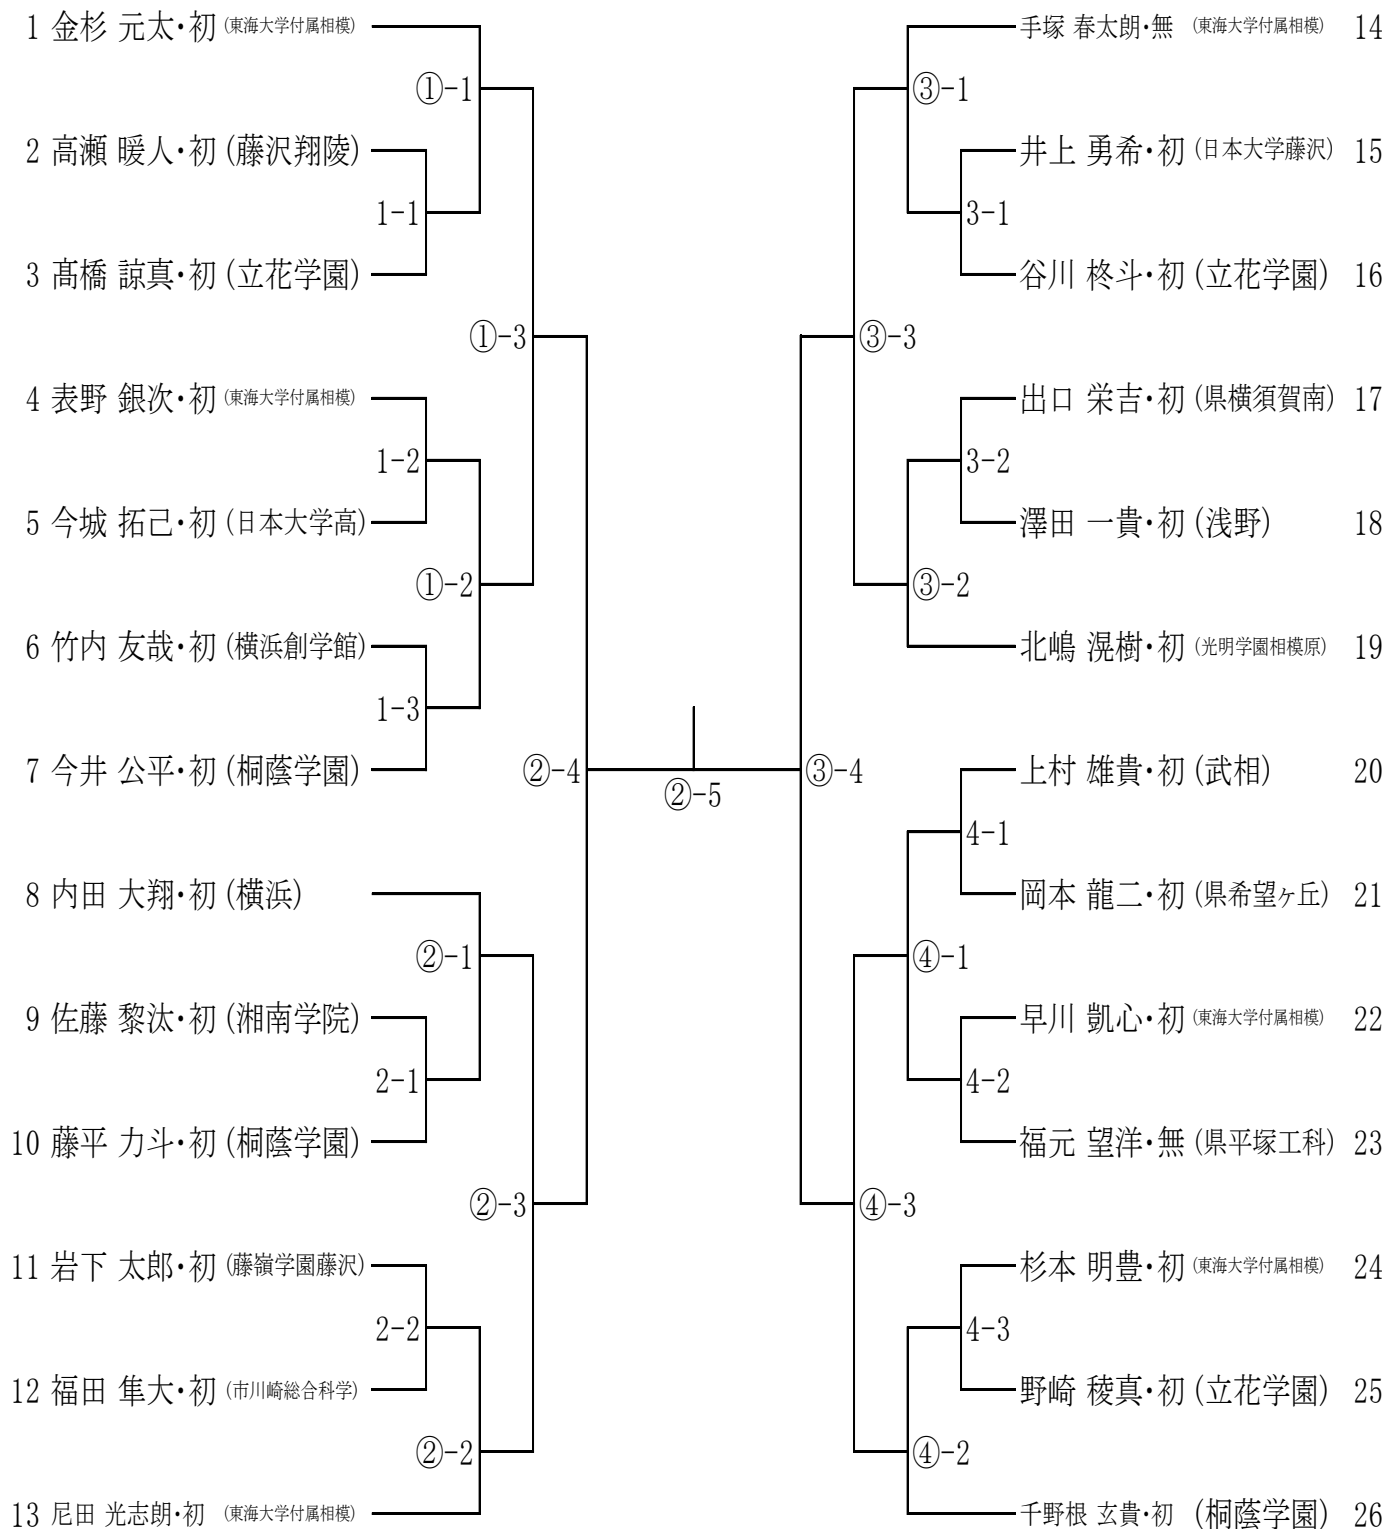 1 金杉 元太・初 (東海大学付属相模)
①-1
2 高瀬 暖人・初 (藤沢翔陵)
1-1
3 髙橋 諒真・初 (立花学園)
①-3
4 表野 銀次・初 (東海大学付属相模)
1-2
5 今城 拓己・初 (日本大学高)
①-2
6 竹内 友哉・初 (横浜創学館)
1-3
7 今井 公平・初 (桐蔭学園)
②-4
8 内田 大翔・初 (横浜)
②-1
9 佐藤 黎汰・初 (湘南学院)
2-1
10 藤平 力斗・初 (桐蔭学園)
②-3
11 岩下 太郎・初 (藤嶺学園藤沢)
2-2
12 福田 隼大・初 (市川崎総合科学)
②-2
13 尼田 光志朗・初 (東海大学付属相模)
②-5
手塚 春太朗・無 (東海大学付属相模) 14
③-1
井上 勇希・初 (日本大学藤沢) 15
3-1
谷川 柊斗・初 (立花学園) 16
③-3
出口 栄吉・初 (県横須賀南) 17
3-2
澤田 一貴・初 (浅野) 18
③-2
北嶋 滉樹・初 (光明学園相模原) 19
上村 雄貴・初 (武相) 20
③-4
4-1
岡本 龍二・初 (県希望ヶ丘) 21
④-1
早川 凱心・初 (東海大学付属相模) 22
4-2
福元 望洋・無 (県平塚工科) 23
④-3
杉本 明豊・初 (東海大学付属相模) 24
4-3
野崎 稜真・初 (立花学園) 25
④-2
千野根 玄貴・初 (桐蔭学園) 26